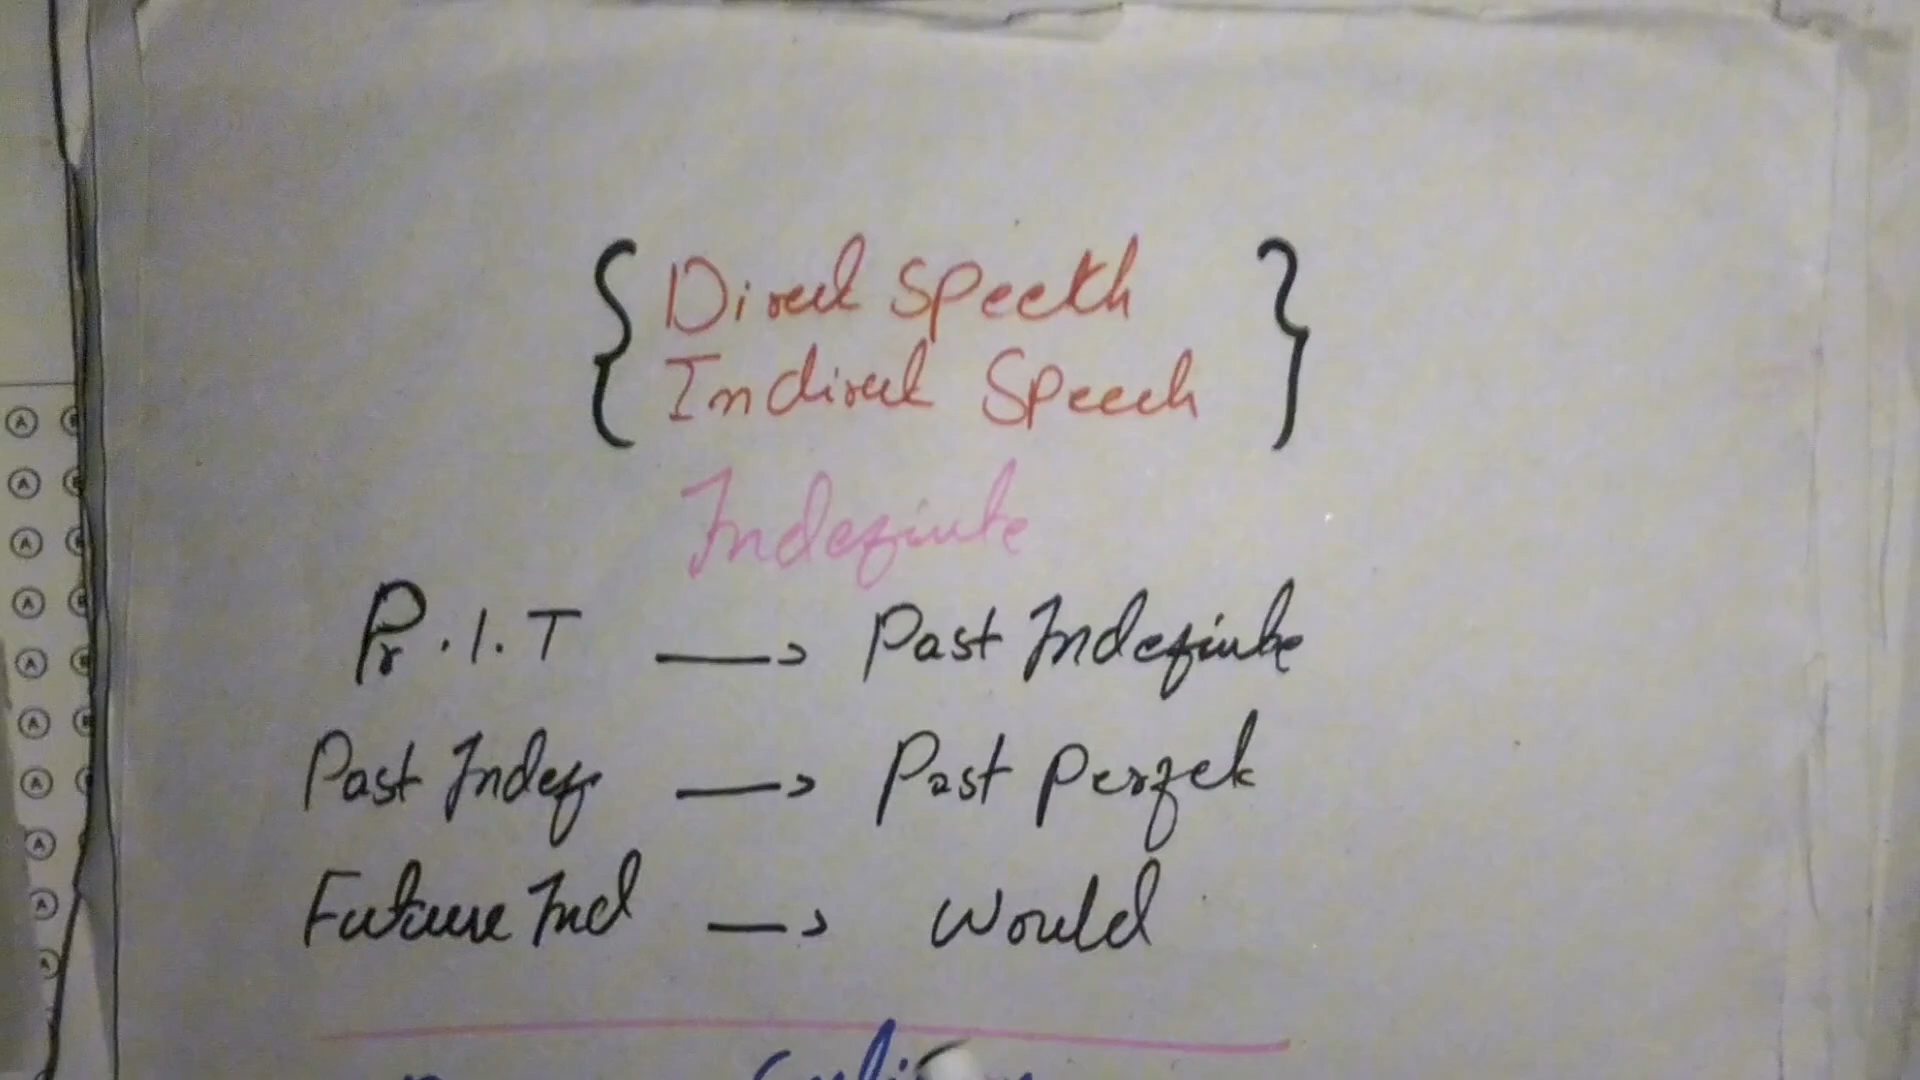 Direct Speech
Indirect Speech
Indefinite
Pr.I.T → Past Indefinite
Past Indef → Past Perfect
Future Ind → Would